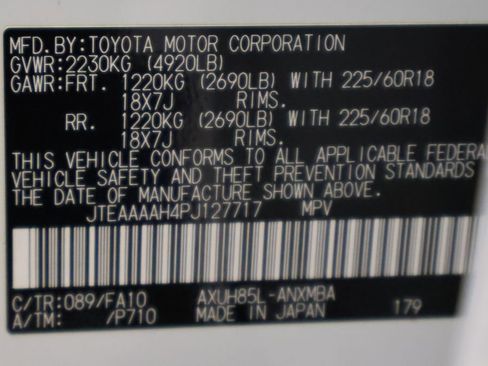 MFD.BY:TOYOTA MOTOR CORPORATION
GVWR:2230KG (4920LB)
GAWR:FRT. 1220KG (2690LB) WITH 225/60R18
18X7J RIMS.
RR. 1220KG (2690LB) WITH 225/60R18
18X7J RIMS.
THIS VEHICLE CONFORMS TO ALL APPLICABLE FEDERA
VEHICLE SAFETY AND THEFT PREVENTION STANDARDS
THE DATE OF MANUFACTURE SHOWN ABOVE.
JTEAAAAH4PJ127717 MPV
C/TR:089/FA10 AXUH85L-ANXMBA
A/TM: /P710 MADE IN JAPAN 179